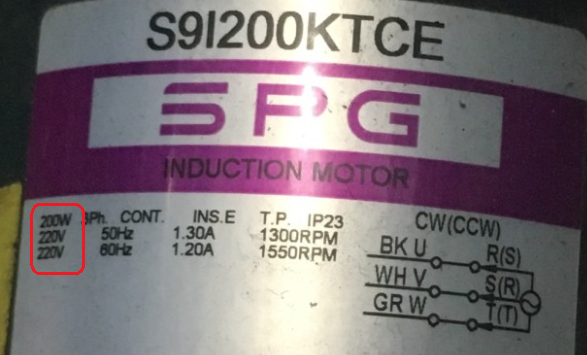 S9I200KTCE
SPG
INDUCTION MOTOR
200W 3Ph. CONT. INS.E T.P. IP23
220V 50Hz 1.30A 1300RPM
220V 60Hz 1.20A 1550RPM
CW(CCW)
BK U R(S)
WH V S(R)
GR W T(T)